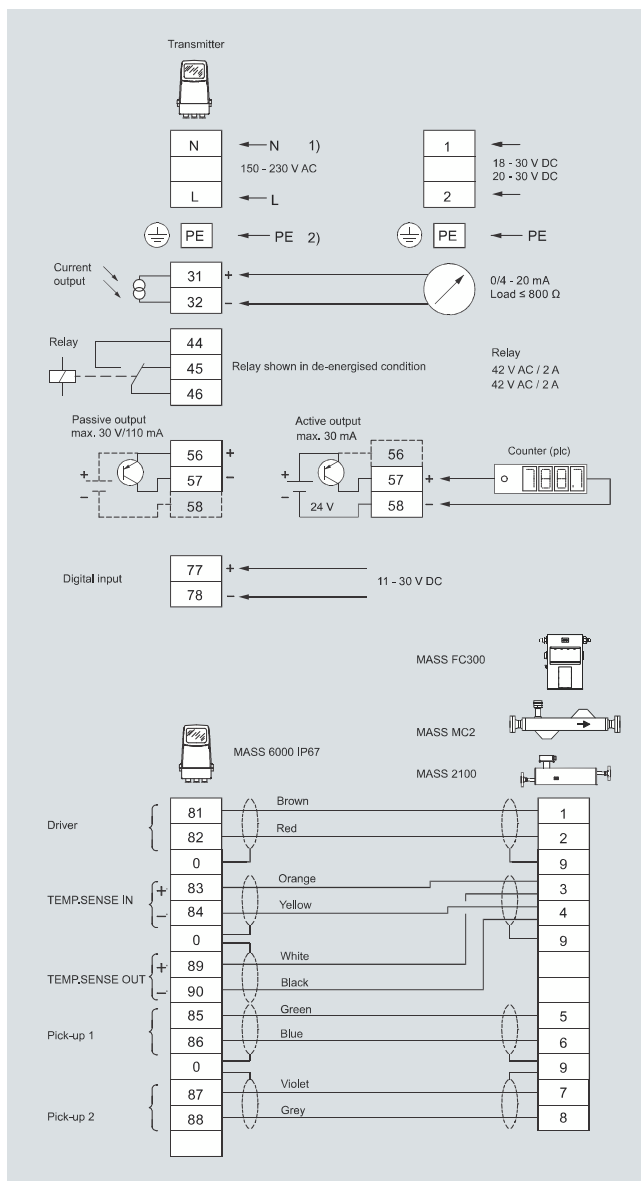 Transmitter
N N 1) 1
150 - 230 V AC 18 - 30 V DC
20 - 30 V DC
L L 2
PE PE 2) PE PE
Current
output
31 +
32 −
0/4 - 20 mA
Load ≤ 800 Ω
Relay
44
45
46
Relay shown in de-energised condition
Relay
42 V AC / 2 A
42 V AC / 2 A
Passive output
max. 30 V/110 mA
+
−
56 +
57 −
58
Active output
max. 30 mA
+
−
24 V
56
57 +
58 −
Counter (plc)
Digital input
77 +
78 −
11 - 30 V DC
MASS FC300
MASS MC2
MASS 6000 IP67
MASS 2100
Driver
81 Brown 1
82 Red 2
0 9
TEMP.SENSE IN
+ 83 Orange 3
− 84 Yellow 4
0 9
TEMP.SENSE OUT
+ 89 White
− 90 Black
Pick-up 1
85 Green 5
86 Blue 6
0 9
Pick-up 2
87 Violet 7
88 Grey 8